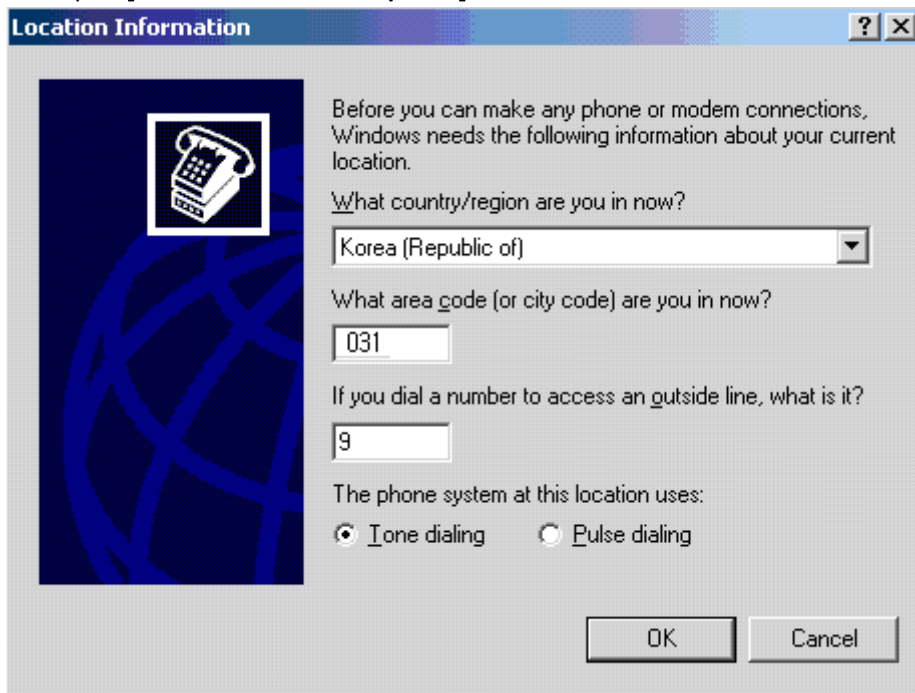 Location Information
Before you can make any phone or modem connections,
Windows needs the following information about your current
location.
What country/region are you in now?
Korea (Republic of)
What area code (or city code) are you in now?
031
If you dial a number to access an outside line, what is it?
9
The phone system at this location uses:
Tone dialing Pulse dialing
OK Cancel